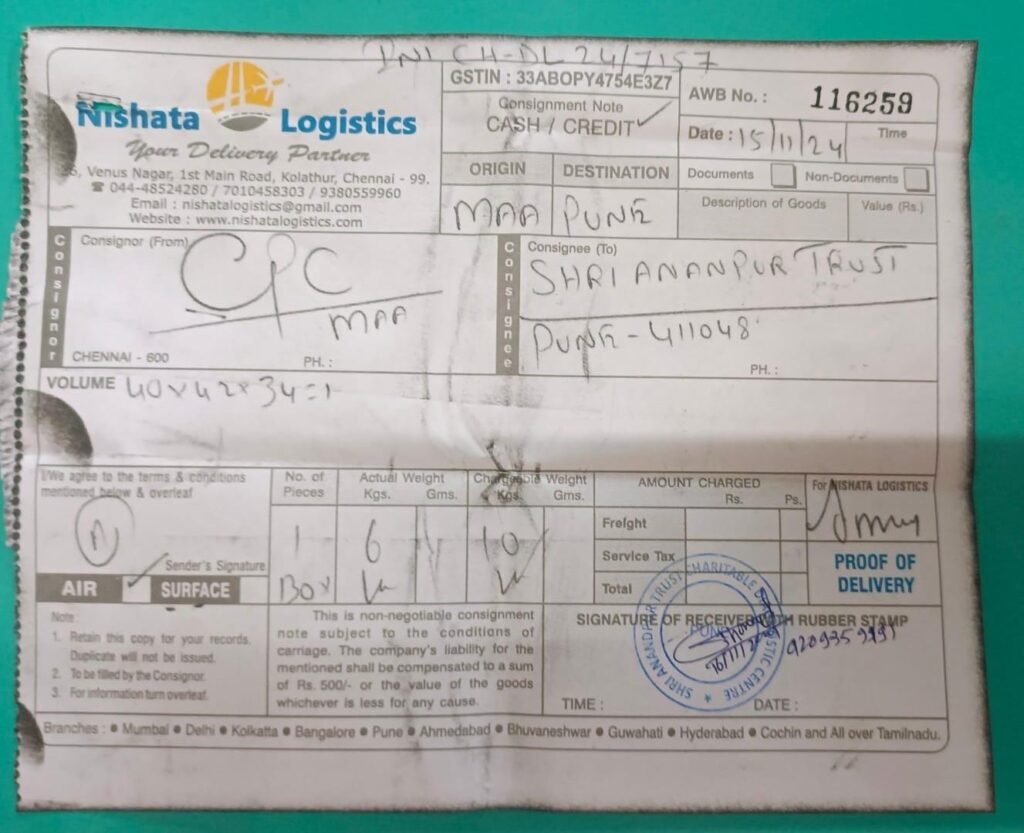 PNI CH-DL 24/7157
Nishata Logistics
Your Delivery Partner
Venus Nagar, 1st Main Road, Kolathur, Chennai - 99.
☎ 044-48524280 / 7010458303 / 9380559960
Email : nishatalogistics@gmail.com
Website : www.nishatalogistics.com
GSTIN : 33ABOPY4754E3Z7
Consignment Note
CASH / CREDIT ✓
AWB No. : 116259
Date : 15/11/24 Time
ORIGIN DESTINATION
MAA PUNE
Documents Non-Documents
Description of Goods Value (Rs.)
Consignor
Consignor (From)
CPC
MAA
CHENNAI - 600 PH. :
Consignee
Consignee (To)
SHRI ANANPUR TRUST
PUNE - 411048
PH. :
VOLUME 40x42x34=1
I/We agree to the terms & conditions
mentioned below & overleaf
Sender's Signature
AIR ✓ SURFACE
No. of Pieces Actual Weight Kgs. Gms. Chargeable Weight Kgs. Gms.
1 6 10
Box
AMOUNT CHARGED Rs. Ps.
Freight
Service Tax
Total
For NISHATA LOGISTICS
PROOF OF
DELIVERY
Note :
1. Retain this copy for your records.
Duplicate will not be issued.
2. To be filled by the Consignor.
3. For information turn overleaf.
This is non-negotiable consignment
note subject to the conditions of
carriage. The company's liability for the
mentioned shall be compensated to a sum
of Rs. 500/- or the value of the goods
whichever is less for any cause.
SIGNATURE OF RECEIVER WITH RUBBER STAMP
SHRI ANANDPUR TRUST CHARITABLE CENTRE
PUNE
TIME : DATE :
Branches : ● Mumbai ● Delhi ● Kolkatta ● Bangalore ● Pune ● Ahmedabad ● Bhuvaneshwar ● Guwahati ● Hyderabad ● Cochin and All over Tamilnadu.